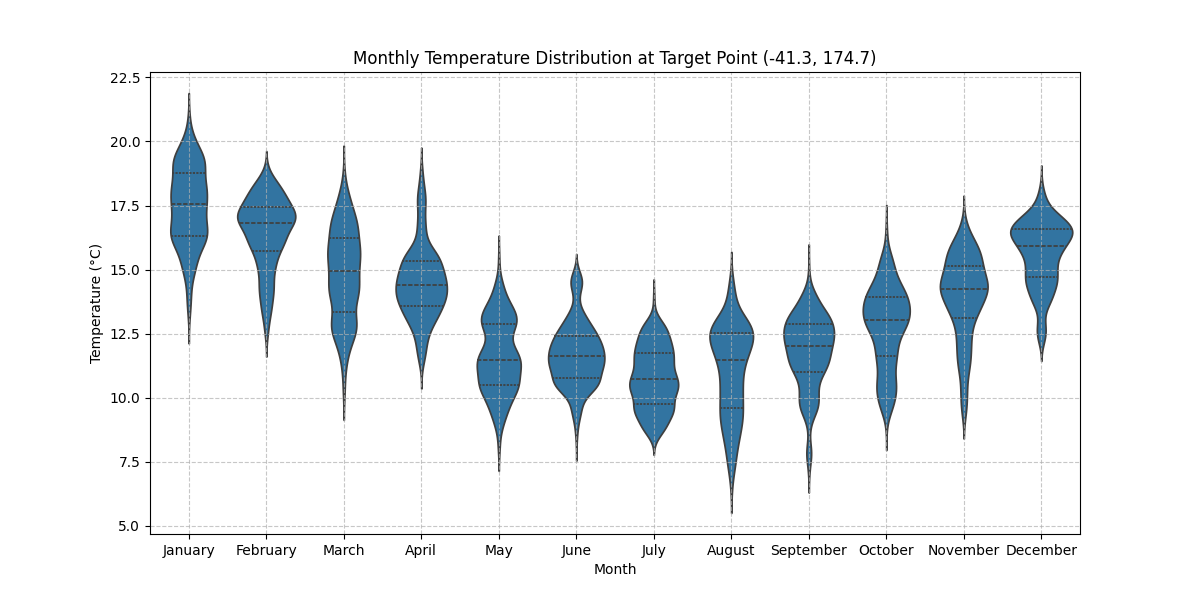 Monthly Temperature Distribution at Target Point (-41.3, 174.7)
22.5
20.0
17.5
15.0
12.5
10.0
7.5
5.0
Temperature (°C)
January February March April May June July August September October November December
Month